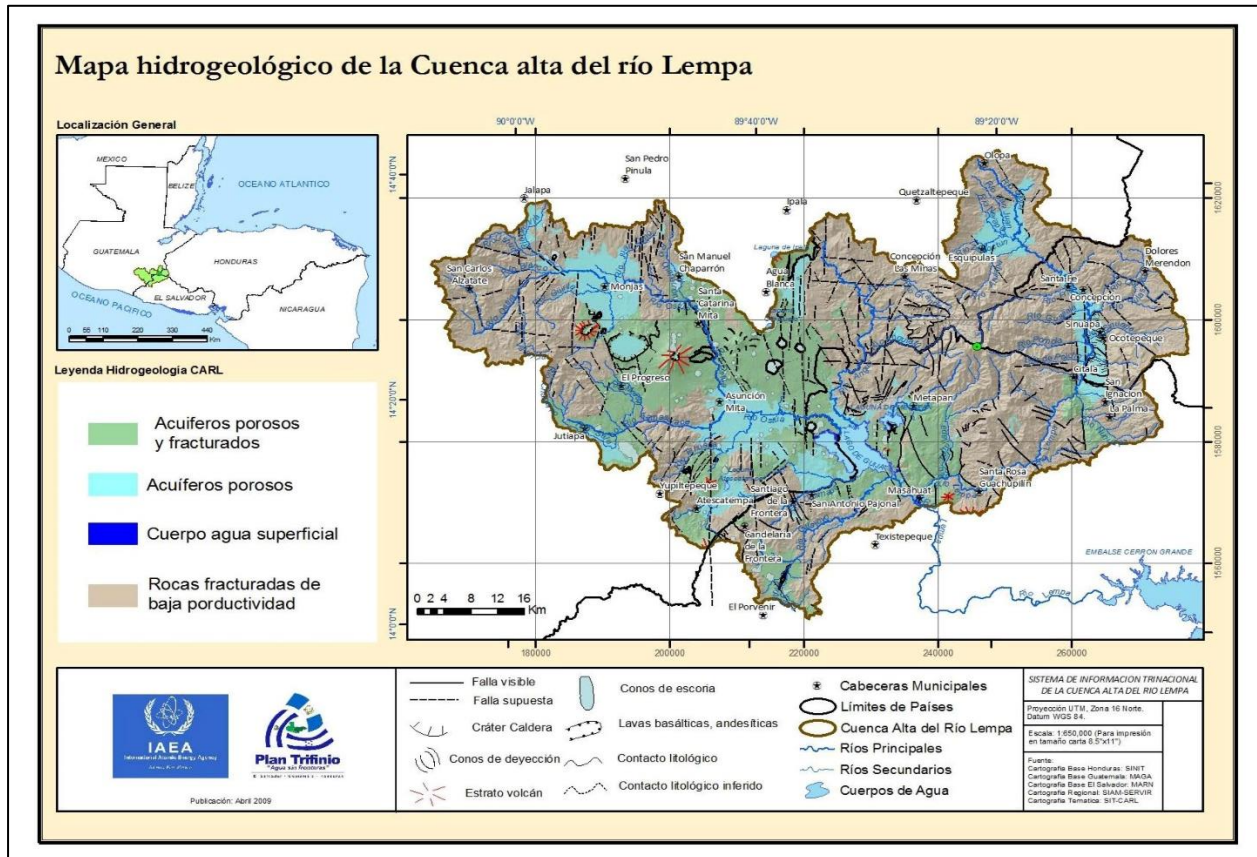 Mapa hidrogeológico de la Cuenca alta del río Lempa
Localización General
MEXICO
BELIZE
OCEANO ATLANTICO
GUATEMALA
HONDURAS
EL SALVADOR
NICARAGUA
OCEANO PACIFICO
0 55 110 220 330 440
Km
Leyenda Hidrogeologia CARL
Acuiferos porosos
y fracturados
Acuíferos porosos
Cuerpo agua superficial
Rocas fracturadas de
baja porductividad
90°0'0"W
89°40'0"W
89°20'0"W
14°40'0"N
14°20'0"N
14°0'0"N
1620000
1600000
1580000
1560000
180000
200000
220000
240000
260000
San Pedro
Pinula
Jalapa
Ipala
Quetzaltepeque
Olopa
San Carlos
Alzatate
Monjas
San Manuel
Chaparrón
Santa
Catarina
Mita
Agua
Blanca
Concepción
Las Minas
Esquipulas
Dolores
Merendon
Santa fre
Concepción
Sinuapa
Ocotepeque
Citalá
San
Ignacion
La Palma
El Progreso
Asunción
Mita
Metapan
Jutiapa
Yupiltepeque
Atescatempa
Santiago
de la
Frontera
San Antonio Pajonal
Masahuat
Santa Rosa
Guachupilín
Candelaria
de la
Frontera
Texistepeque
El Porvenir
EMBALSE CERRON GRANDE
Rio Lempa
0 2 4 8 12 16
Km
IAEA
International Atomic Energy Agency
Plan Trifinio
"Agua sin fronteras"
Publicación: Abril 2009
Falla visible
Falla supuesta
Cráter Caldera
Conos de deyección
Estrato volcán
Conos de escoria
Lavas basálticas, andesíticas
Contacto litológico
Contacto litológico inferido
Cabeceras Municipales
Límites de Países
Cuenca Alta del Río Lempa
Ríos Principales
Ríos Secundarios
Cuerpos de Agua
SISTEMA DE INFORMACION TRINACIONAL
DE LA CUENCA ALTA DEL RIO LEMPA
Proyección UTM, Zona 16 Norte.
Datum WGS 84.
Escala: 1:650,000 (Para impresión
en tamaño carta 8.5"x11")
Fuente:
Cartografía Base Honduras: SINIT
Cartografía Base Guatemala: MAGA
Cartografía Base El Salvador: MARN
Cartografía Regional: SIAM-SERVIR
Cartografía Tematica: SIT-CARL